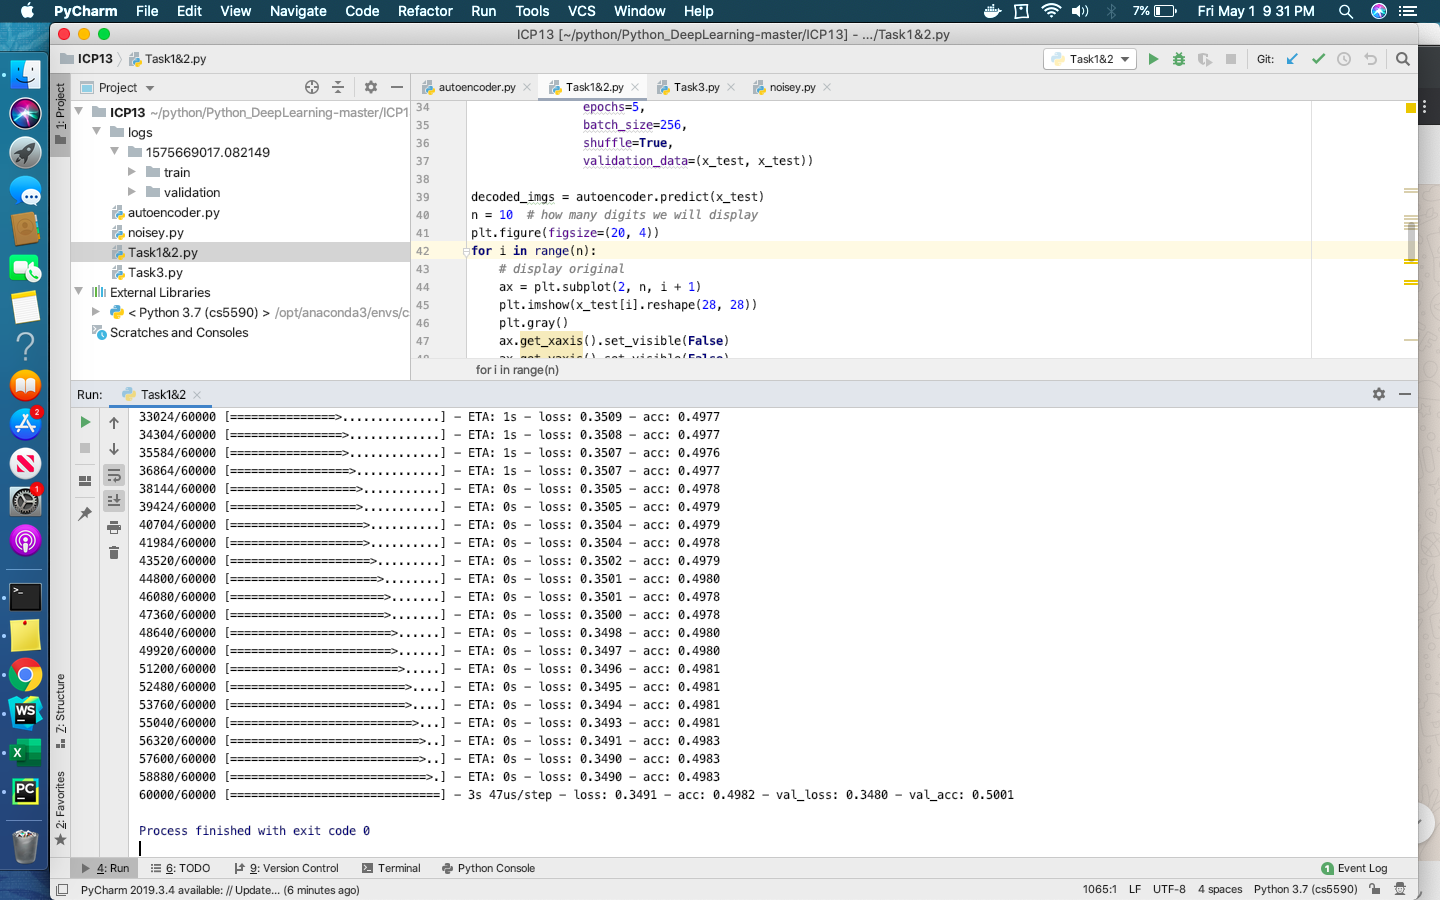 PyCharm File Edit View Navigate Code Refactor Run Tools VCS Window Help 7% Fri May 1 9 31 PM
ICP13 [~/python/Python_DeepLearning-master/ICP13] - .../Task1&2.py
ICP13 Task1&2.py Task1&2 Git:
1: Project
Project
ICP13 ~/python/Python_DeepLearning-master/ICP1
logs
1575669017.082149
train
validation
autoencoder.py
noisey.py
Task1&2.py
Task3.py
External Libraries
< Python 3.7 (cs5590) > /opt/anaconda3/envs/c
Scratches and Consoles
autoencoder.py Task1&2.py Task3.py noisey.py
34 epochs=5,
35 batch_size=256,
36 shuffle=True,
37 validation_data=(x_test, x_test))
38
39 decoded_imgs = autoencoder.predict(x_test)
40 n = 10 # how many digits we will display
41 plt.figure(figsize=(20, 4))
42 for i in range(n):
43 # display original
44 ax = plt.subplot(2, n, i + 1)
45 plt.imshow(x_test[i].reshape(28, 28))
46 plt.gray()
47 ax.get_xaxis().set_visible(False)
48 ax.get_yaxis().set_visible(False)
for i in range(n)
Run: Task1&2
33024/60000 [================>..............] - ETA: 1s - loss: 0.3509 - acc: 0.4977
34304/60000 [================>.............] - ETA: 1s - loss: 0.3508 - acc: 0.4977
35584/60000 [================>.............] - ETA: 1s - loss: 0.3507 - acc: 0.4976
36864/60000 [=================>............] - ETA: 1s - loss: 0.3507 - acc: 0.4977
38144/60000 [==================>...........] - ETA: 0s - loss: 0.3505 - acc: 0.4978
39424/60000 [==================>...........] - ETA: 0s - loss: 0.3505 - acc: 0.4979
40704/60000 [===================>..........] - ETA: 0s - loss: 0.3504 - acc: 0.4979
41984/60000 [===================>..........] - ETA: 0s - loss: 0.3504 - acc: 0.4978
43520/60000 [====================>.........] - ETA: 0s - loss: 0.3502 - acc: 0.4979
44800/60000 [=====================>........] - ETA: 0s - loss: 0.3501 - acc: 0.4980
46080/60000 [======================>.......] - ETA: 0s - loss: 0.3501 - acc: 0.4978
47360/60000 [======================>.......] - ETA: 0s - loss: 0.3500 - acc: 0.4978
48640/60000 [=======================>......] - ETA: 0s - loss: 0.3498 - acc: 0.4980
49920/60000 [=======================>......] - ETA: 0s - loss: 0.3497 - acc: 0.4980
51200/60000 [========================>.....] - ETA: 0s - loss: 0.3496 - acc: 0.4981
52480/60000 [=========================>....] - ETA: 0s - loss: 0.3495 - acc: 0.4981
53760/60000 [=========================>....] - ETA: 0s - loss: 0.3494 - acc: 0.4981
55040/60000 [==========================>...] - ETA: 0s - loss: 0.3493 - acc: 0.4981
56320/60000 [===========================>..] - ETA: 0s - loss: 0.3491 - acc: 0.4983
57600/60000 [===========================>..] - ETA: 0s - loss: 0.3490 - acc: 0.4983
58880/60000 [============================>.] - ETA: 0s - loss: 0.3490 - acc: 0.4983
60000/60000 [==============================] - 3s 47us/step - loss: 0.3491 - acc: 0.4982 - val_loss: 0.3480 - val_acc: 0.5001
Process finished with exit code 0
Z: Structure
2: Favorites
4: Run 6: TODO 9: Version Control Terminal Python Console 1 Event Log
PyCharm 2019.3.4 available: // Update... (6 minutes ago) 1065:1 LF UTF-8 4 spaces Python 3.7 (cs5590)
2
1
WS
X
PC